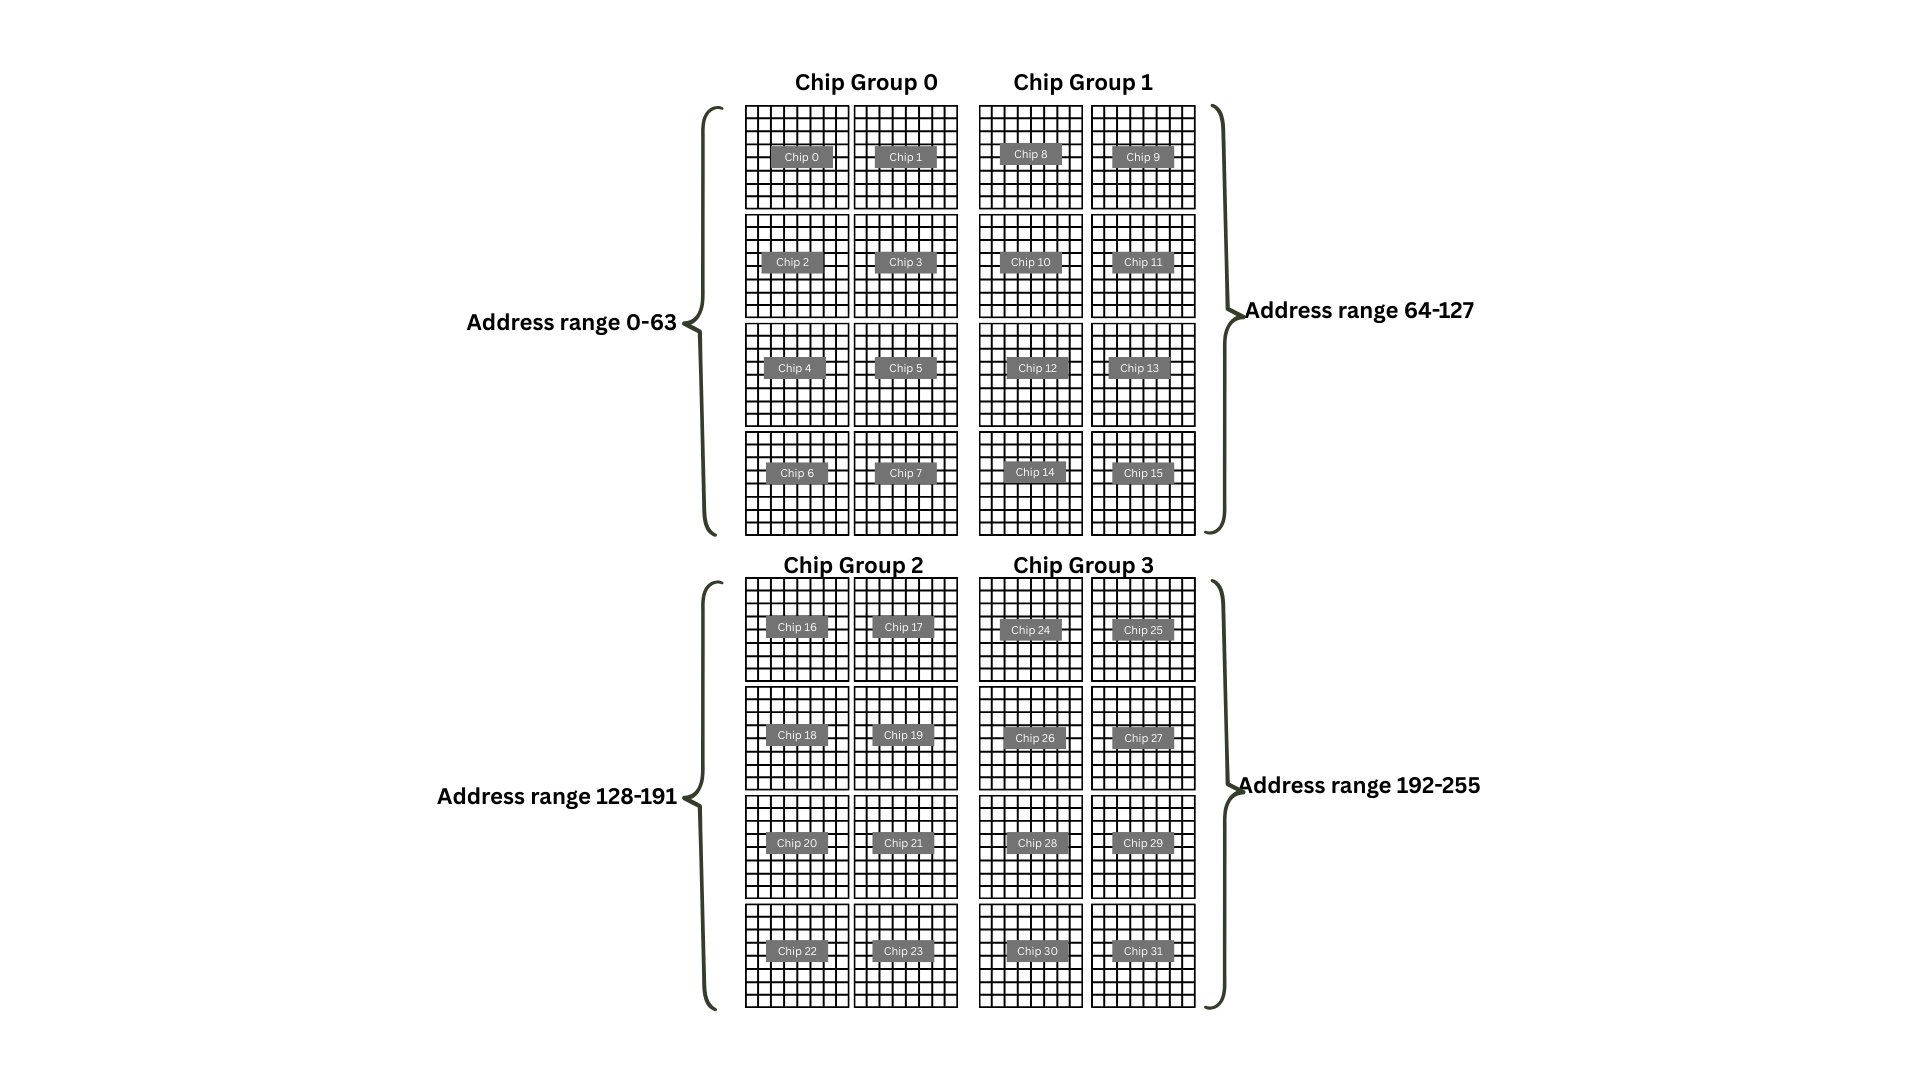 Chip Group 0
Chip Group 1
Chip 0
Chip 1
Chip 8
Chip 9
Chip 2
Chip 3
Chip 10
Chip 11
Address range 0-63
Address range 64-127
Chip 4
Chip 5
Chip 12
Chip 13
Chip 6
Chip 7
Chip 14
Chip 15
Chip Group 2
Chip Group 3
Chip 16
Chip 17
Chip 24
Chip 25
Chip 18
Chip 19
Chip 26
Chip 27
Address range 128-191
Address range 192-255
Chip 20
Chip 21
Chip 28
Chip 29
Chip 22
Chip 23
Chip 30
Chip 31